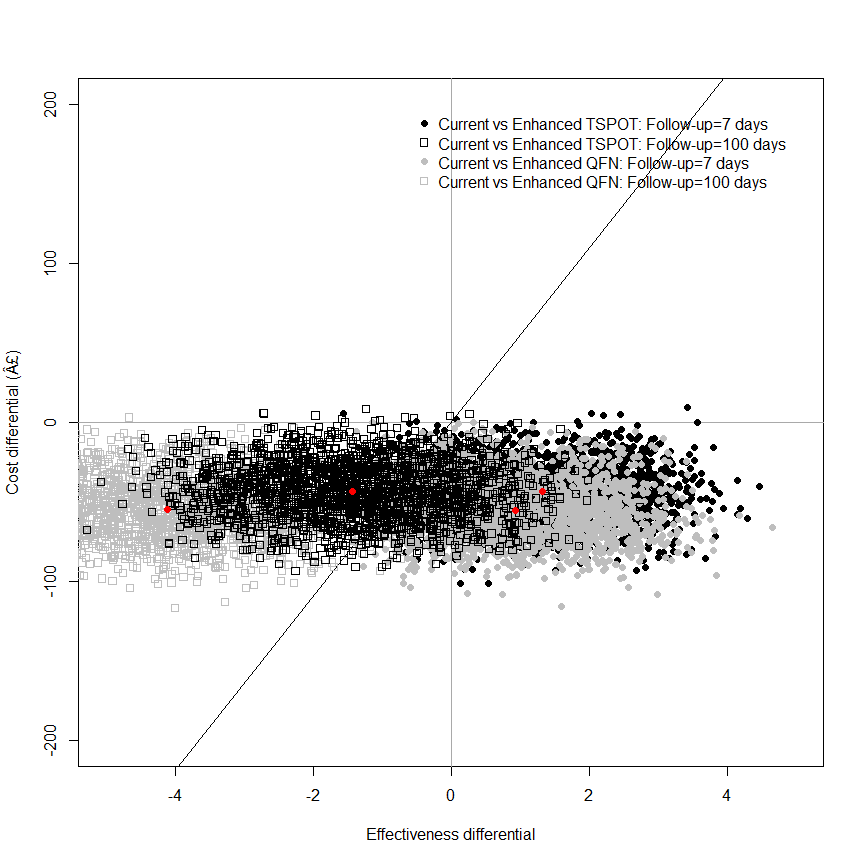 Current vs Enhanced TSPOT: Follow-up=7 days
Current vs Enhanced TSPOT: Follow-up=100 days
Current vs Enhanced QFN: Follow-up=7 days
Current vs Enhanced QFN: Follow-up=100 days
200
100
0
-100
-200
Cost differential (Â£)
-4 -2 0 2 4
Effectiveness differential